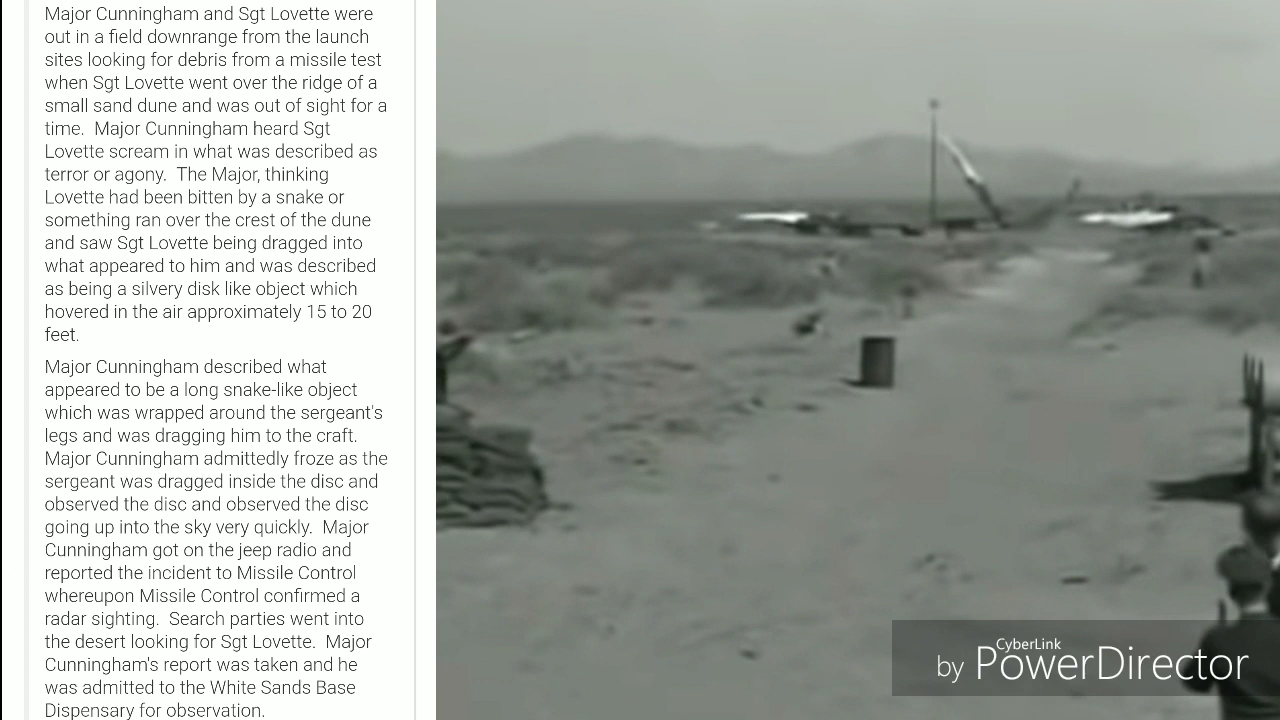 Major Cunningham and Sgt Lovette were
out in a field downrange from the launch
sites looking for debris from a missile test
when Sgt Lovette went over the ridge of a
small sand dune and was out of sight for a
time.  Major Cunningham heard Sgt
Lovette scream in what was described as
terror or agony.  The Major, thinking
Lovette had been bitten by a snake or
something ran over the crest of the dune
and saw Sgt Lovette being dragged into
what appeared to him and was described
as being a silvery disk like object which
hovered in the air approximately 15 to 20
feet.
Major Cunningham described what
appeared to be a long snake-like object
which was wrapped around the sergeant's
legs and was dragging him to the craft.
Major Cunningham admittedly froze as the
sergeant was dragged inside the disc and
observed the disc and observed the disc
going up into the sky very quickly.  Major
Cunningham got on the jeep radio and
reported the incident to Missile Control
whereupon Missile Control confirmed a
radar sighting.  Search parties went into
the desert looking for Sgt Lovette.  Major
Cunningham's report was taken and he
was admitted to the White Sands Base
Dispensary for observation.
CyberLink
by PowerDirector